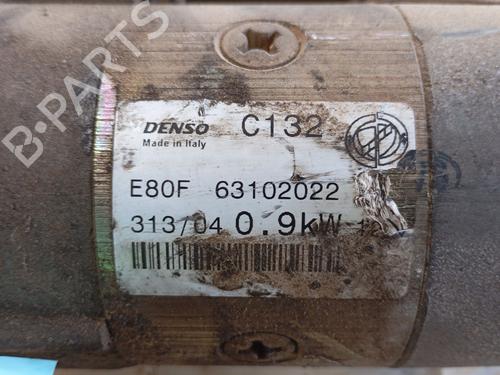 B-PARTS
DENSO C132
Made in Italy
E80F 63102022
313/04 0.9kW